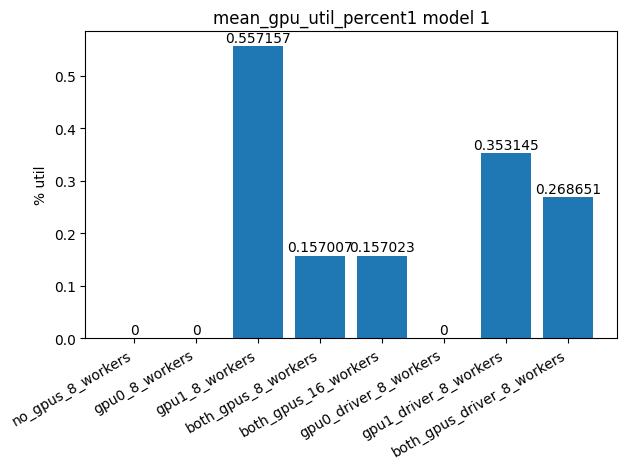 mean_gpu_util_percent1 model 1
% util
0.5
0.4
0.3
0.2
0.1
0.0
0
0
0.557157
0.157007
0.157023
0
0.353145
0.268651
no_gpus_8_workers
gpu0_8_workers
gpu1_8_workers
both_gpus_8_workers
both_gpus_16_workers
gpu0_driver_8_workers
gpu1_driver_8_workers
both_gpus_driver_8_workers